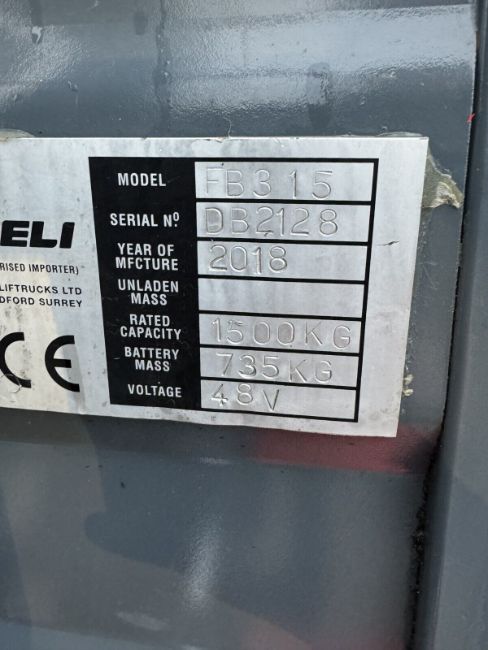 ELI
RISED IMPORTER)
LIFTRUCKS LTD
DFORD SURREY
CE
MODEL FB315
SERIAL Nº DB2128
YEAR OF MFCTURE 2018
UNLADEN MASS
RATED CAPACITY 1500KG
BATTERY MASS 735KG
VOLTAGE 48V